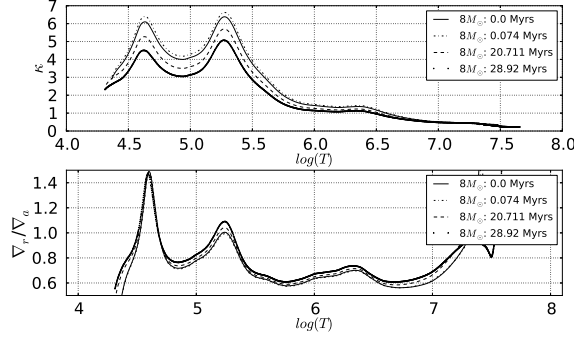 7
6
5
4
3
2
1
0
κ
8M☉: 0.0 Myrs
8M☉: 0.074 Myrs
8M☉: 20.711 Myrs
8M☉: 28.92 Myrs
4.0 4.5 5.0 5.5 6.0 6.5 7.0 7.5 8.0
log(T)
1.4
1.2
1.0
0.8
0.6
∇r/∇a
8M☉: 0.0 Myrs
8M☉: 0.074 Myrs
8M☉: 20.711 Myrs
8M☉: 28.92 Myrs
4 5 6 7 8
log(T)